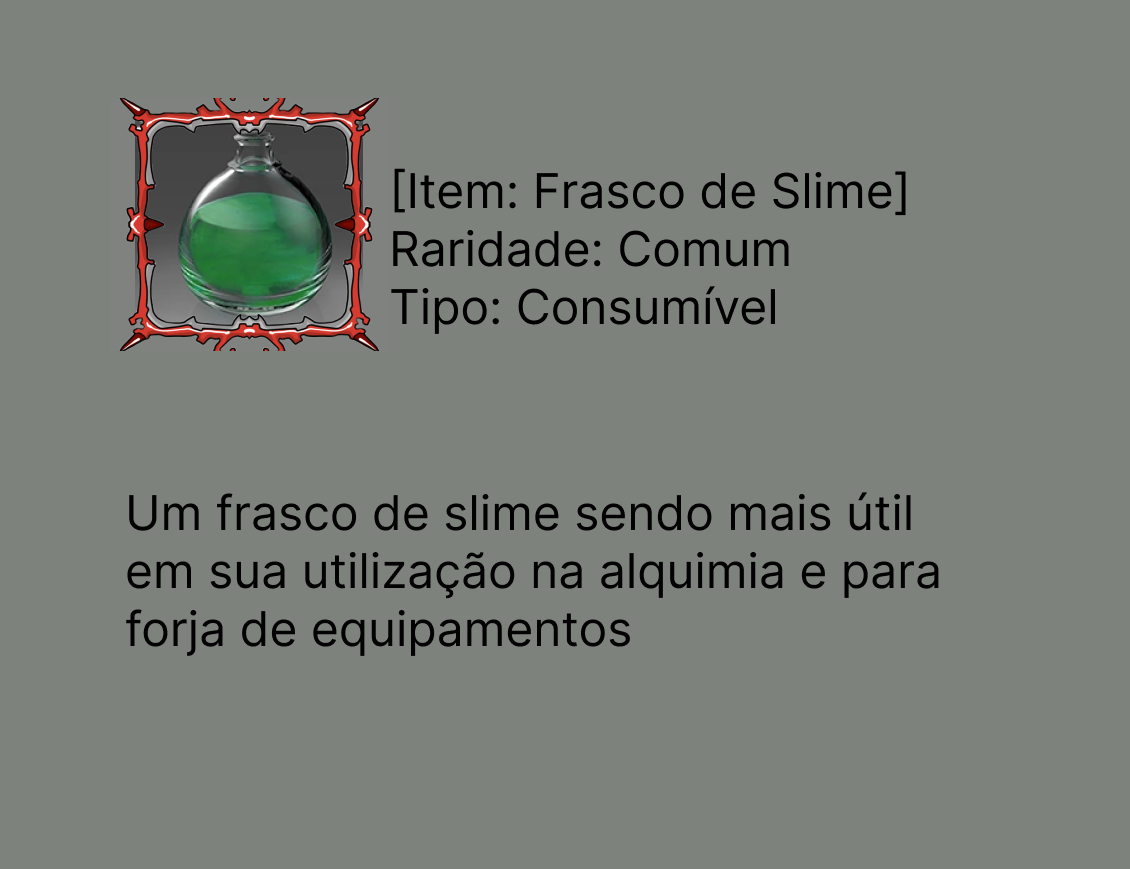 [Item: Frasco de Slime]
Raridade: Comum
Tipo: Consumível
Um frasco de slime sendo mais útil
em sua utilização na alquimia e para
forja de equipamentos